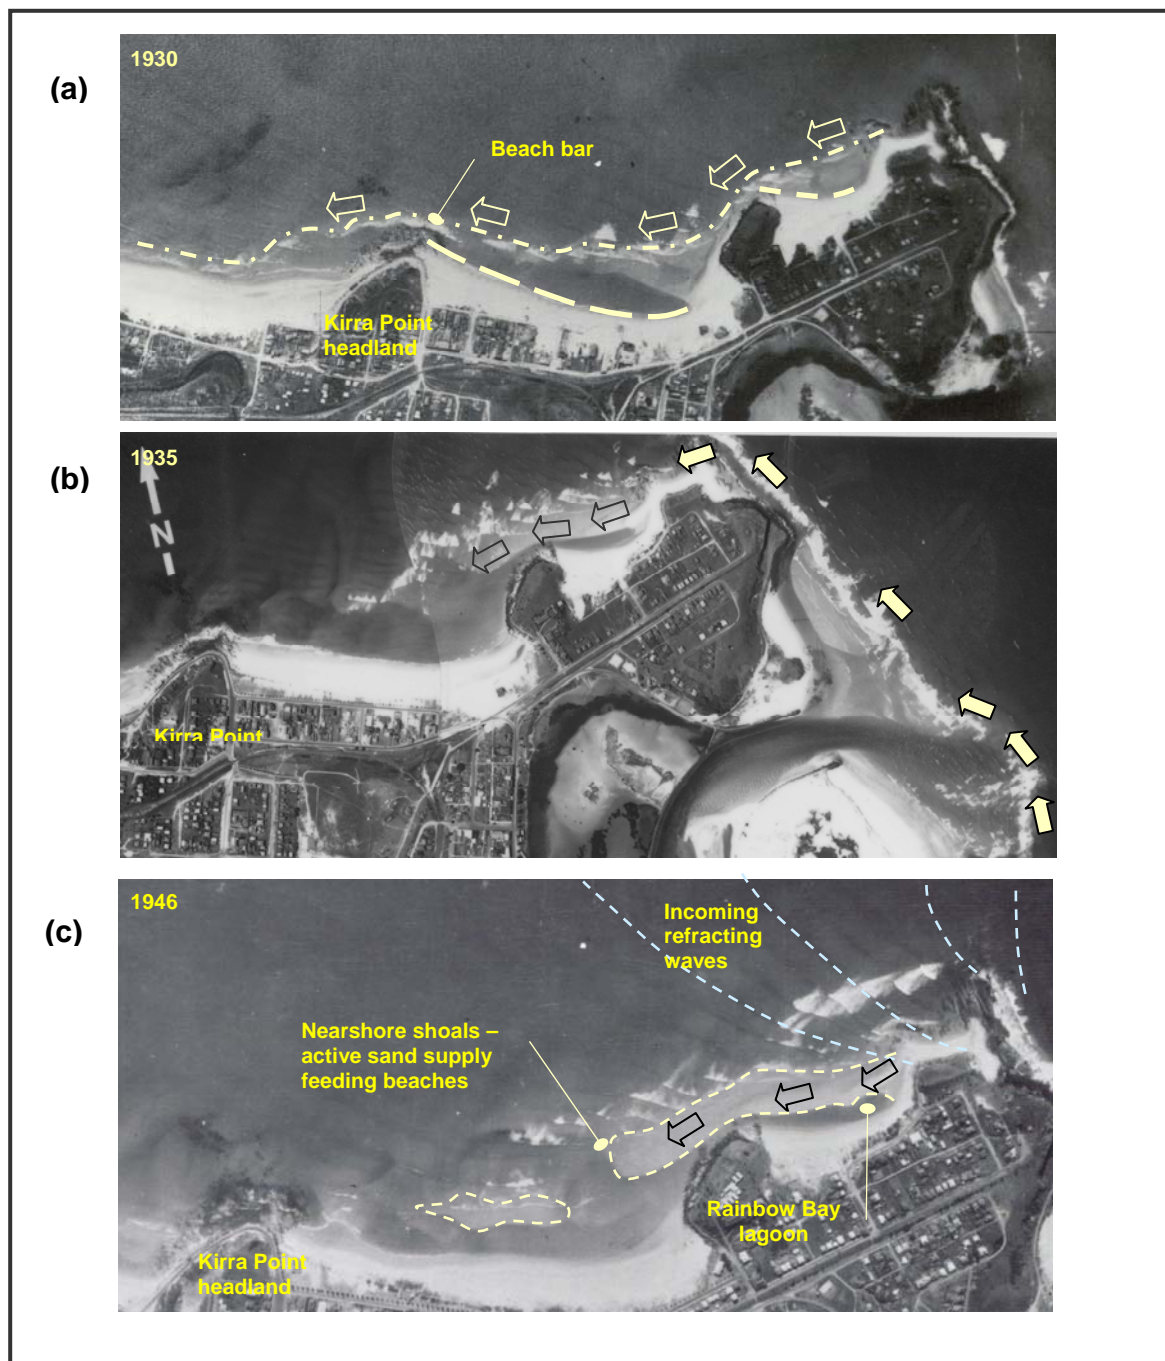 (a)
1930
Beach bar
Kirra Point
headland
(b)
1935
N
Kirra Point
(c)
1946
Incoming
refracting
waves
Nearshore shoals –
active sand supply
feeding beaches
Rainbow Bay
lagoon
Kirra Point
headland